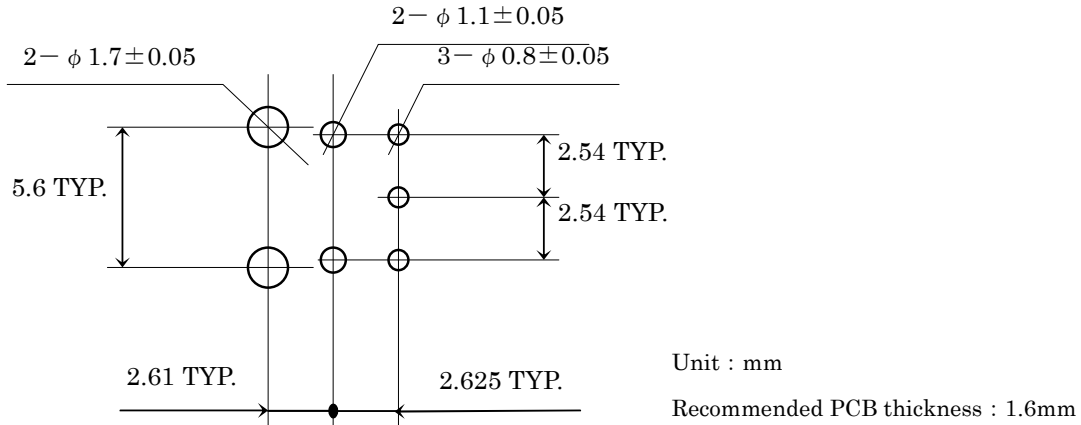 2－φ1.1±0.05
2－φ1.7±0.05
3－φ0.8±0.05
2.54 TYP.
5.6 TYP.
2.54 TYP.
2.61 TYP.
2.625 TYP.
Unit : mm
Recommended PCB thickness : 1.6mm